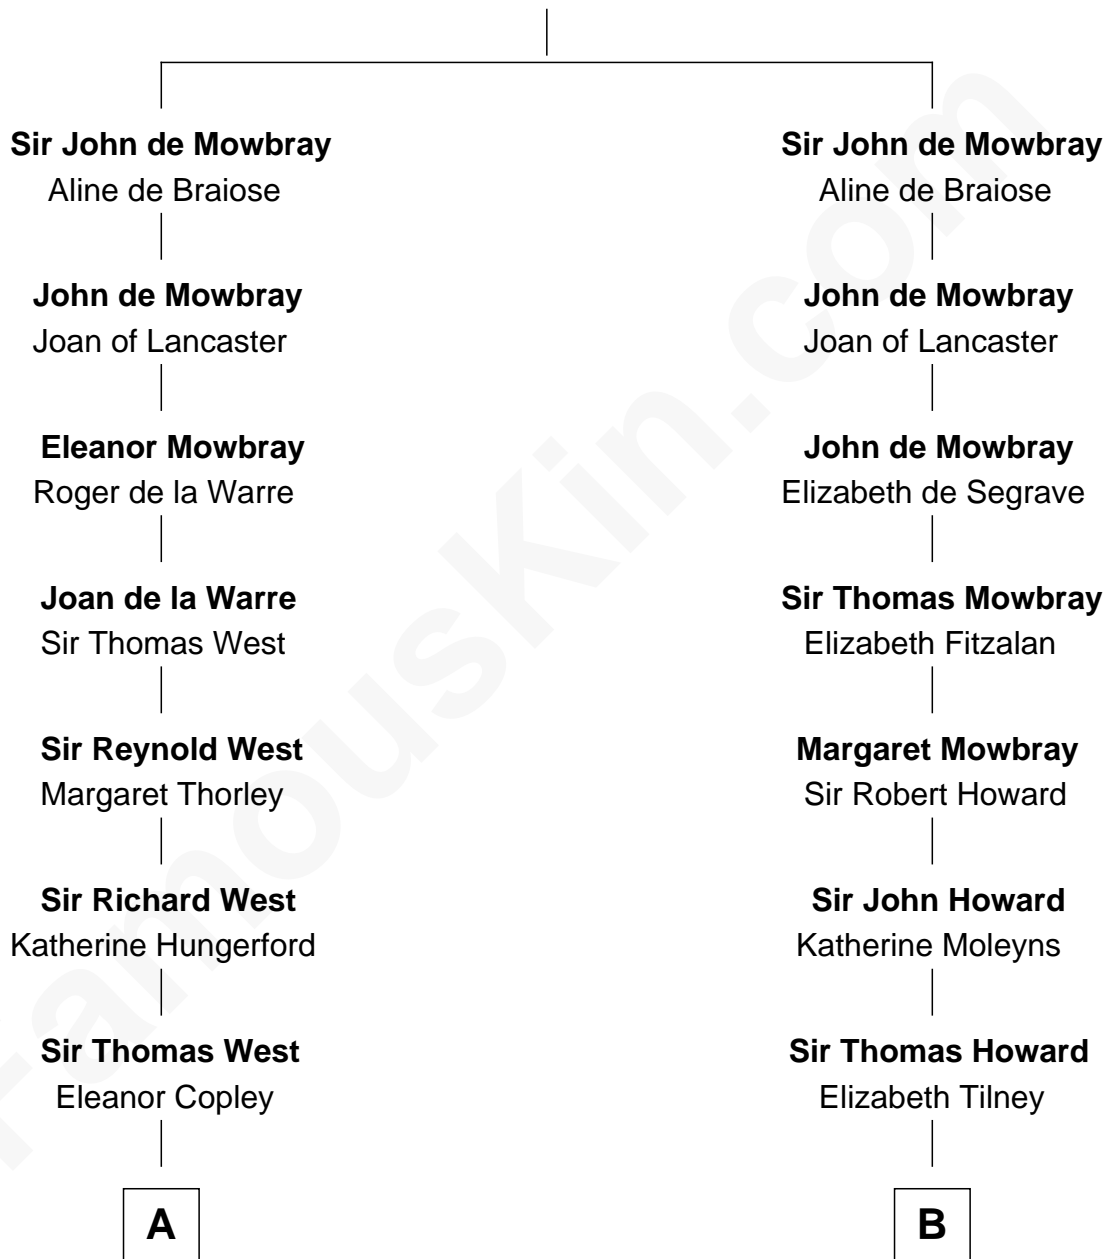 Sir John de Mowbray
Aline de Braiose
John de Mowbray
Joan of Lancaster
Eleanor Mowbray
Roger de la Warre
Joan de la Warre
Sir Thomas West
Sir Reynold West
Margaret Thorley
Sir Richard West
Katherine Hungerford
Sir Thomas West
Eleanor Copley
A
Sir John de Mowbray
Aline de Braiose
John de Mowbray
Joan of Lancaster
John de Mowbray
Elizabeth de Segrave
Sir Thomas Mowbray
Elizabeth Fitzalan
Margaret Mowbray
Sir Robert Howard
Sir John Howard
Katherine Moleyns
Sir Thomas Howard
Elizabeth Tilney
B
FamousKin.com